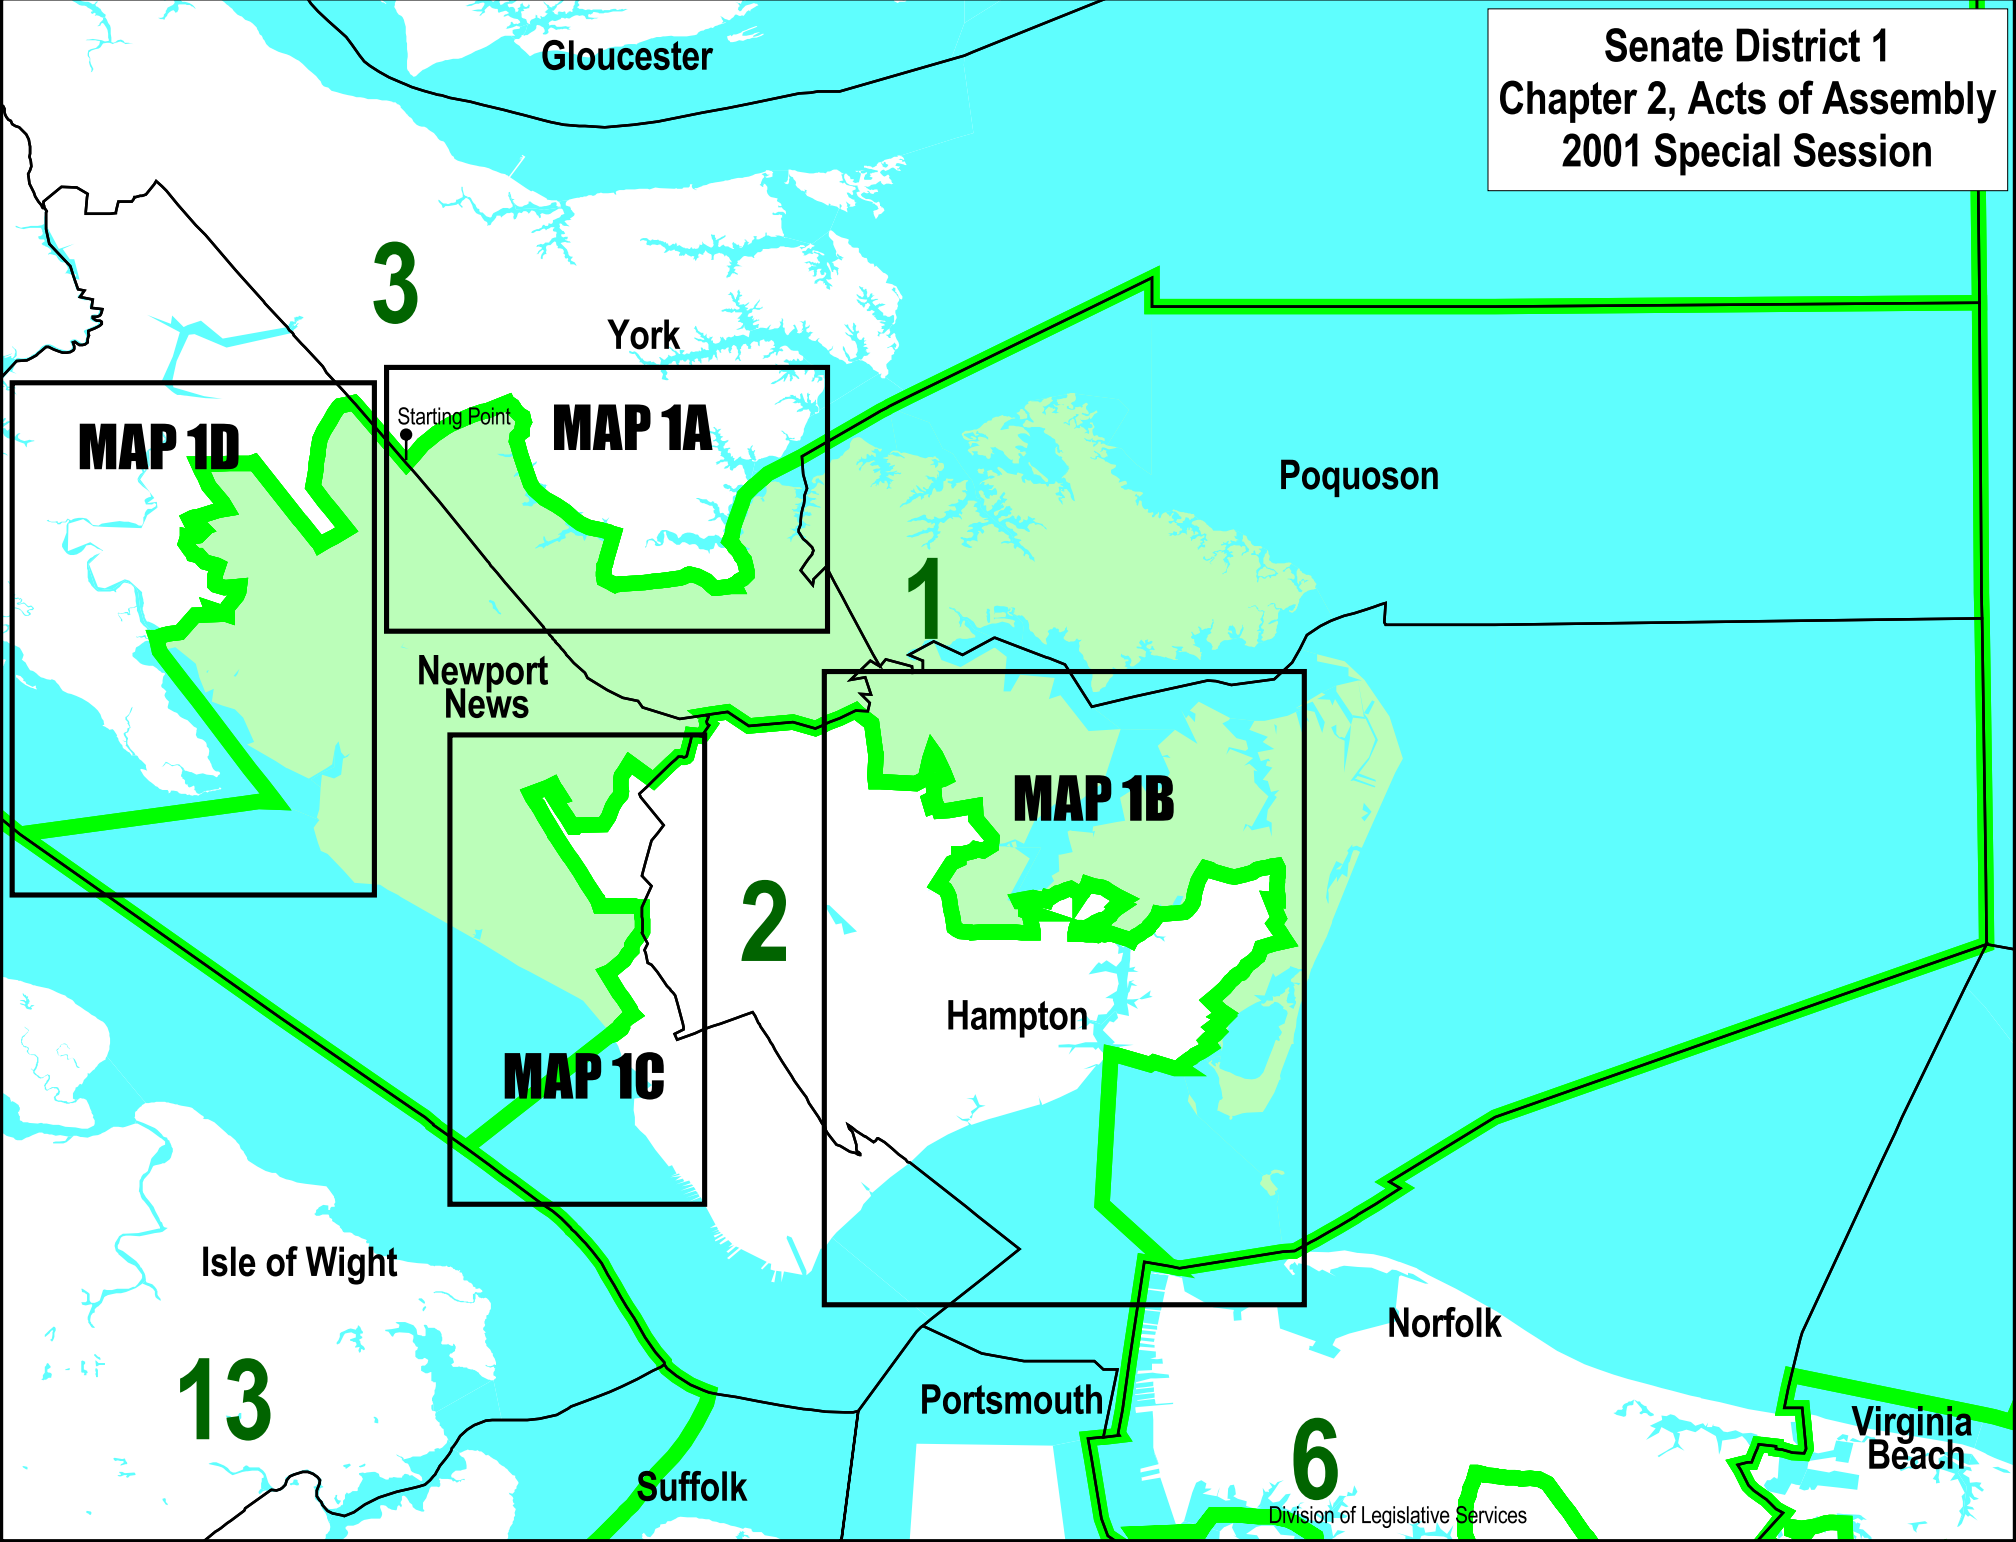 Senate District 1
Chapter 2, Acts of Assembly
2001 Special Session
Gloucester
3
York
Starting Point
MAP 1A
MAP 1D
Poquoson
1
Newport
News
MAP 1B
2
Hampton
MAP 1C
Isle of Wight
Norfolk
13
Portsmouth
Virginia
Beach
6
Suffolk
Division of Legislative Services